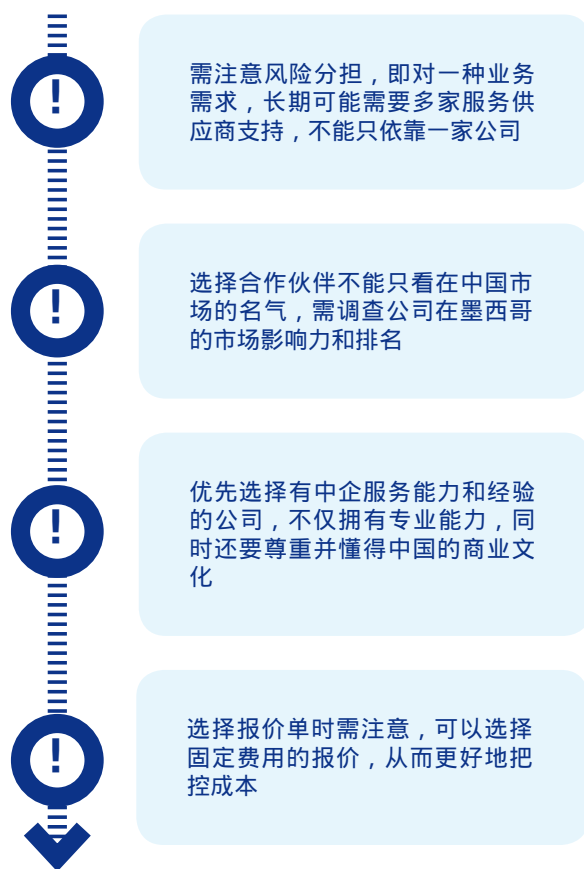 !
需注意风险分担，即对一种业务
需求，长期可能需要多家服务供
应商支持，不能只依靠一家公司
!
选择合作伙伴不能只看在中国市
场的名气，需调查公司在墨西哥
的市场影响力和排名
!
优先选择有中企服务能力和经验
的公司，不仅拥有专业能力，同
时还要尊重并懂得中国的商业文
化
!
选择报价单时需注意，可以选择
固定费用的报价，从而更好地把
控成本